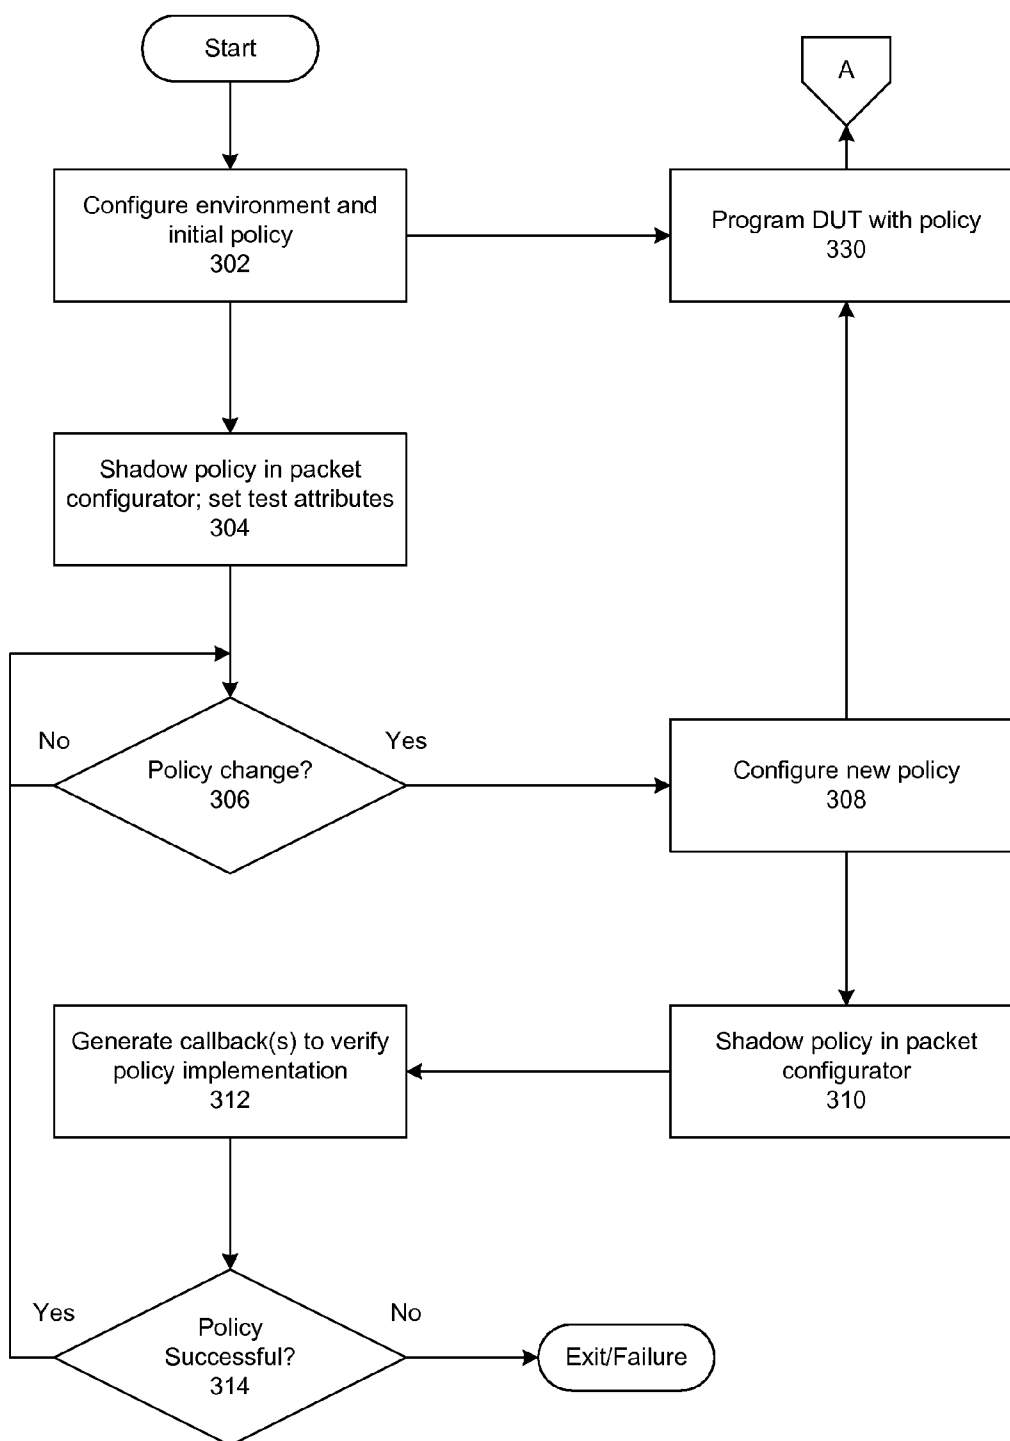 Start
A
Configure environment and
initial policy
302
Program DUT with policy
330
Shadow policy in packet
configurator; set test attributes
304
No
Yes
Policy change?
306
Configure new policy
308
Generate callback(s) to verify
policy implementation
312
Shadow policy in packet
configurator
310
Yes
No
Policy
Successful?
314
Exit/Failure